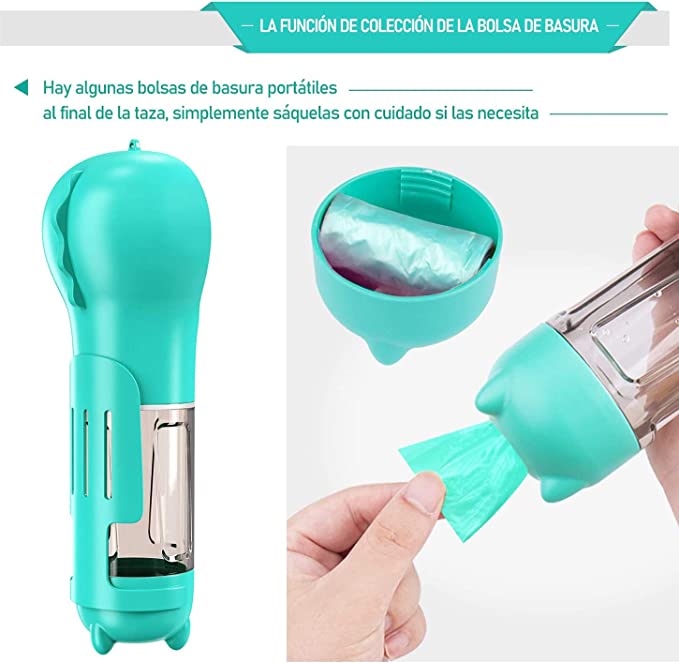 LA FUNCIÓN DE COLECCIÓN DE LA BOLSA DE BASURA
Hay algunas bolsas de basura portátiles
al final de la taza, simplemente sáquelas con cuidado si las necesita